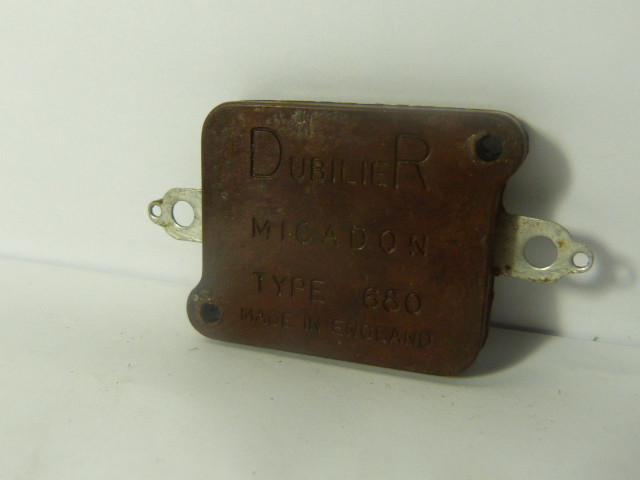 DUBILIER
MICADON
TYPE 680
MADE IN ENGLAND